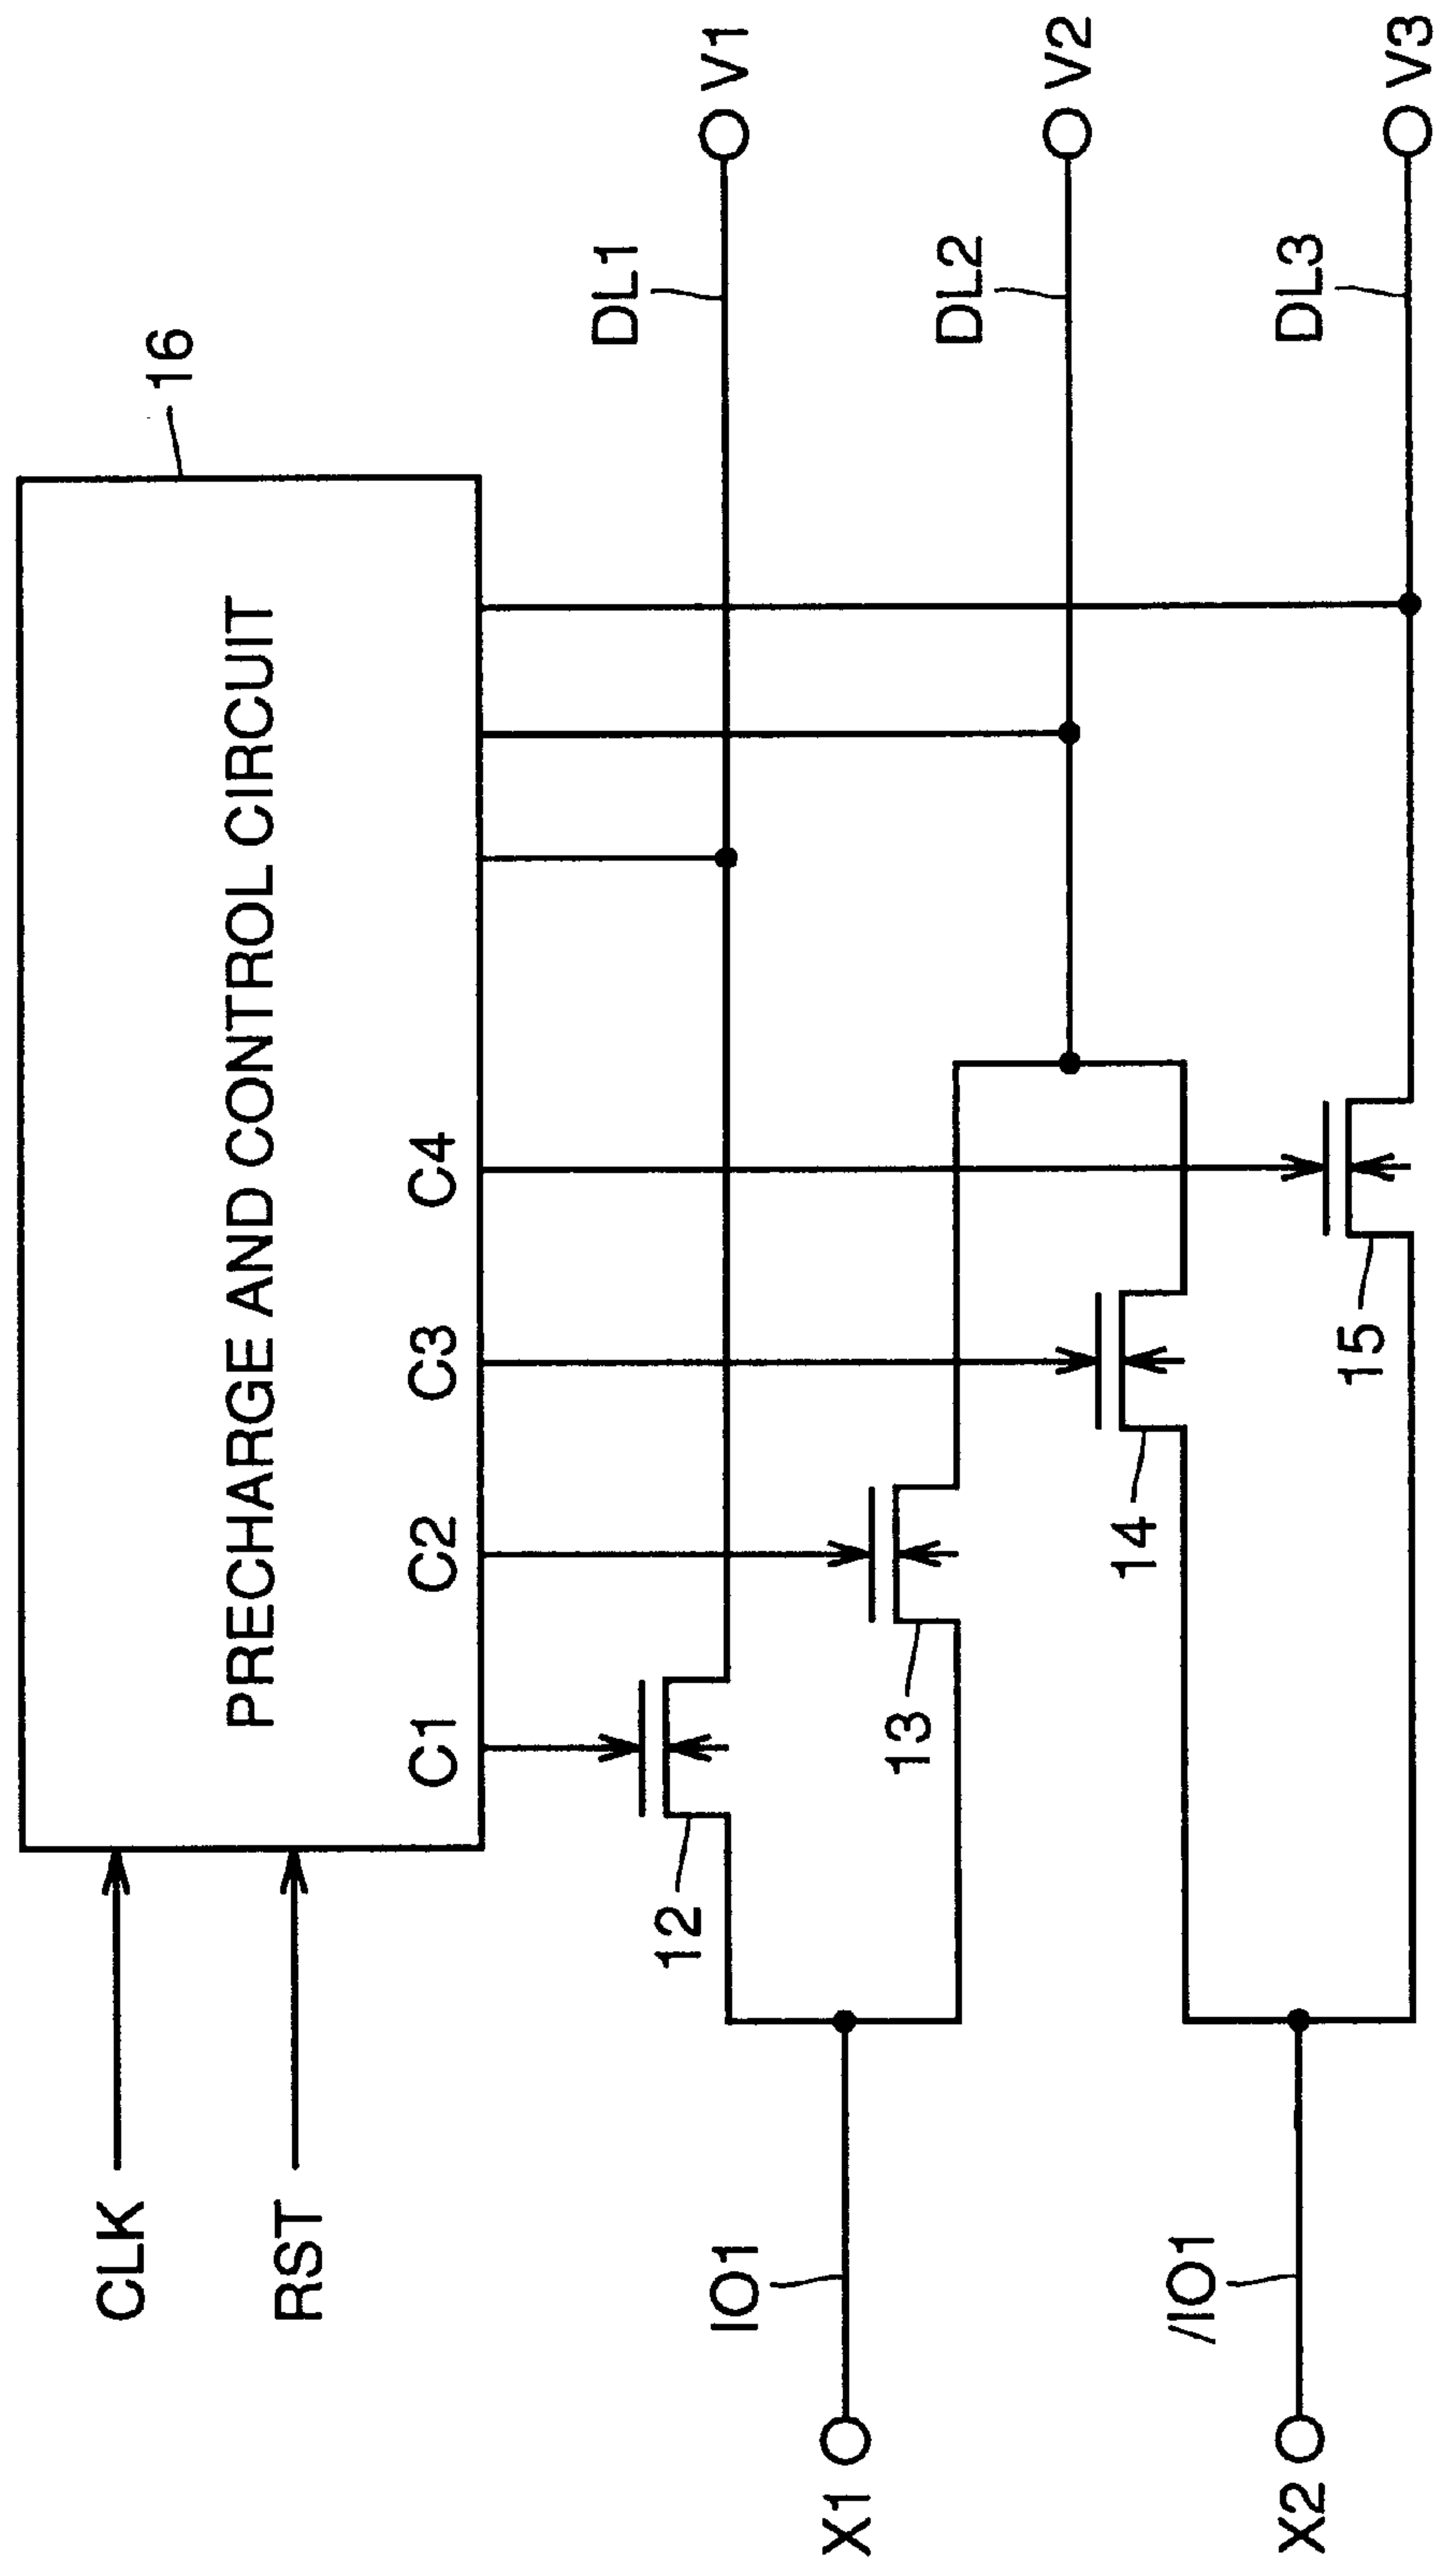 CLK
RST
PRECHARGE AND CONTROL CIRCUIT
16
C1
C2
C3
C4
12
13
14
15
X1
IO1
X2
/IO1
DL1
V1
DL2
V2
DL3
V3